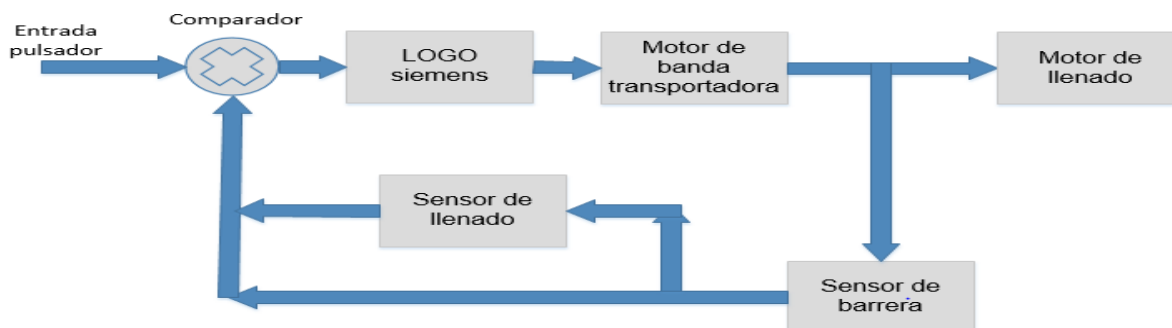 Entrada
pulsador
Comparador
LOGO
siemens
Motor de
banda
transportadora
Motor de
llenado
Sensor de
llenado
Sensor de
barrera